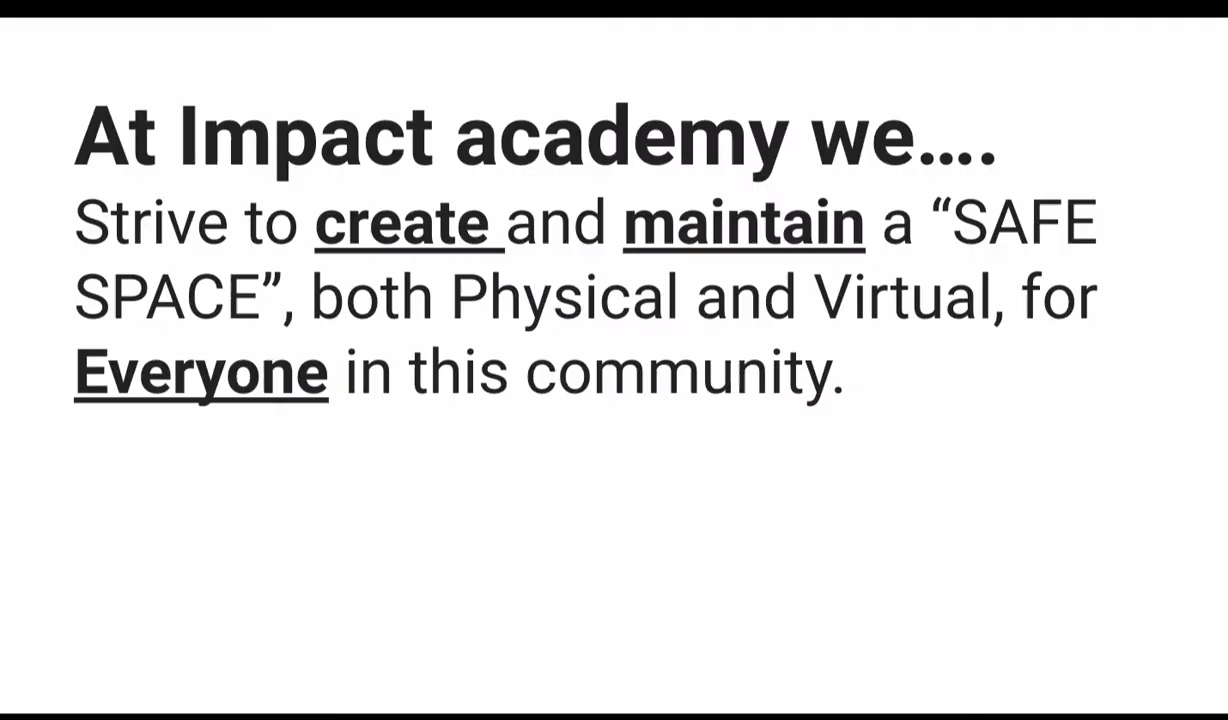 At Impact academy we....
Strive to create and maintain a “SAFE
SPACE”, both Physical and Virtual, for
Everyone in this community.